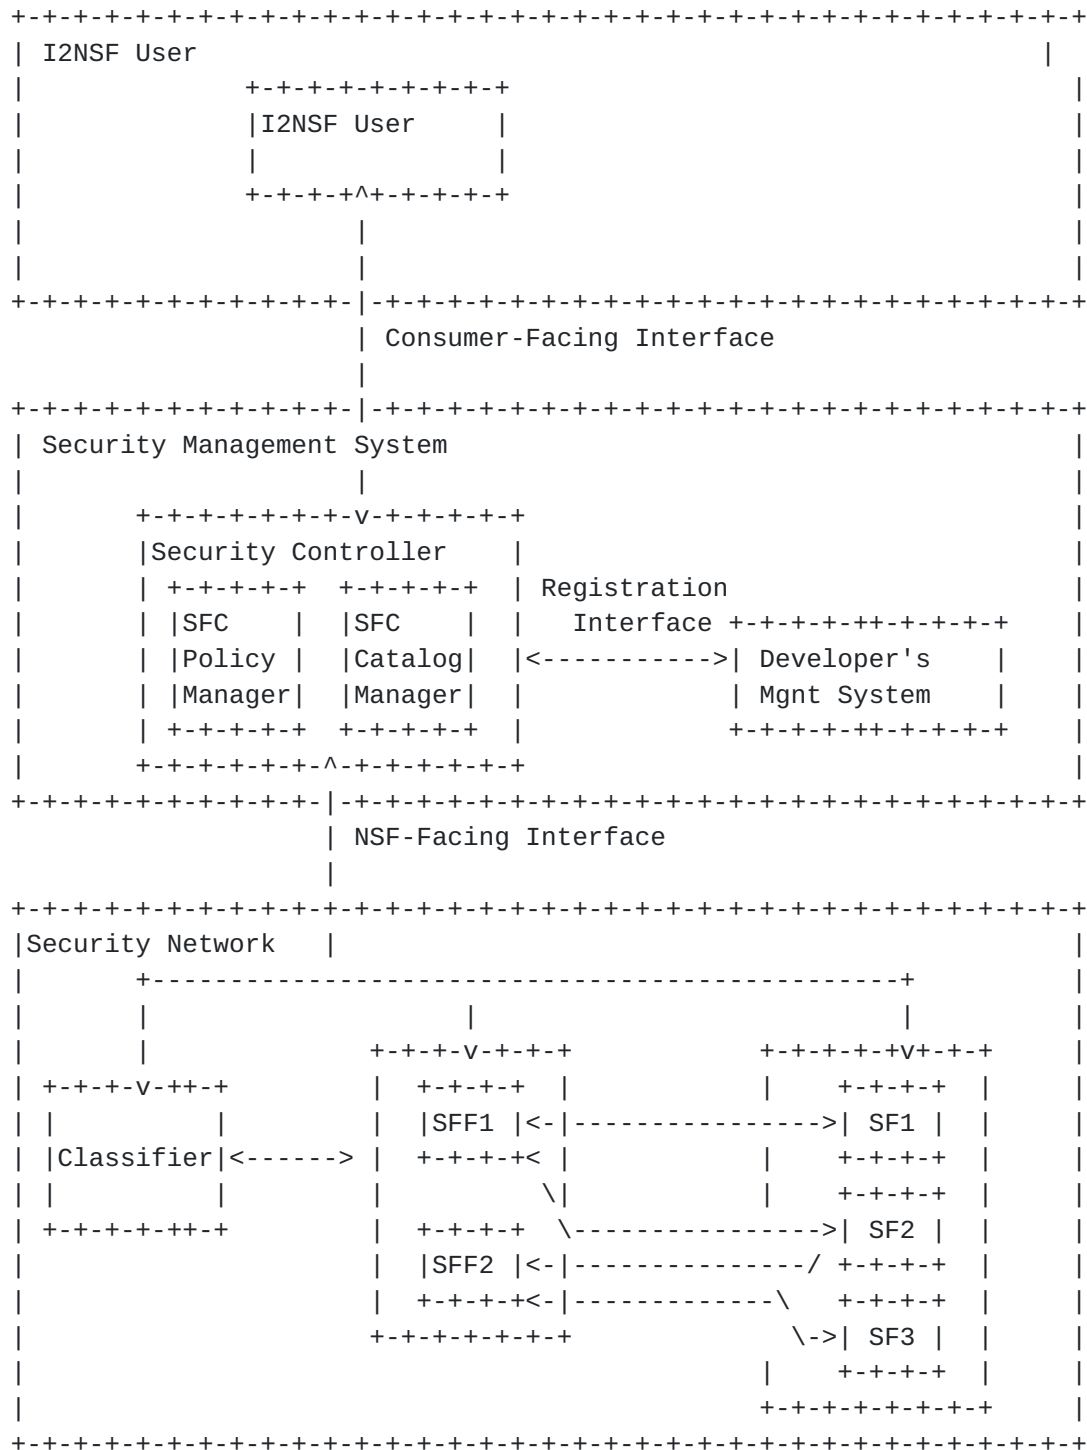 +-+-+-+-+-+-+-+-+-+-+-+-+-+-+-+-+-+-+-+-+-+-+-+-+-+-+-+-+-+-+-+-+-+-+
| I2NSF User                                                      |
|              +-+-+-+-+-+-+-+-+                                    |
|              |I2NSF User     |                                    |
|              |               |                                    |
|              +-+-+-+^+-+-+-+-+                                    |
|                     |                                             |
|                     |                                             |
+-+-+-+-+-+-+-+-+-+-+-|-+-+-+-+-+-+-+-+-+-+-+-+-+-+-+-+-+-+-+-+-+-+-+
                      | Consumer-Facing Interface
                      |
+-+-+-+-+-+-+-+-+-+-+-|-+-+-+-+-+-+-+-+-+-+-+-+-+-+-+-+-+-+-+-+-+-+-+
| Security Management System                                        |
|                     |                                             |
|       +-+-+-+-+-+-+-v-+-+-+-+-+                                   |
|       |Security Controller    |                                   |
|       | +-+-+-+-+  +-+-+-+-+  | Registration                      |
|       | |SFC    |  |SFC    |  |   Interface +-+-+-+-++-+-+-+-+    |
|       | |Policy |  |Catalog|  |<----------->| Developer's    |    |
|       | |Manager|  |Manager|  |             | Mgnt System    |    |
|       | +-+-+-+-+  +-+-+-+-+  |             +-+-+-+-++-+-+-+-+    |
|       +-+-+-+-+-+-^-+-+-+-+-+-+                                   |
+-+-+-+-+-+-+-+-+-+-|-+-+-+-+-+-+-+-+-+-+-+-+-+-+-+-+-+-+-+-+-+-+-+-+
                    | NSF-Facing Interface
                    |
+-+-+-+-+-+-+-+-+-+-+-+-+-+-+-+-+-+-+-+-+-+-+-+-+-+-+-+-+-+-+-+-+-+-+
|Security Network   |                                               |
|       +------------------------------------------------+          |
|       |                    |                           |          |
|       |              +-+-+-+-v-+-+-+            +-+-+-+-+v+-+-+     |
| +-+-+-v-++-+         |  +-+-+-+  |            |    +-+-+-+  |     |
| |          |         |  |SFF1 |<-|---------------->| SF1 |  |     |
| |Classifier|<------> |  +-+-+-+< |            |    +-+-+-+  |     |
| |          |         |          \|            |    +-+-+-+  |     |
| +-+-+-+-++-+         |  +-+-+-+  \---------------->| SF2 |  |     |
|                      |  |SFF2 |<-|---------------/ +-+-+-+  |     |
|                      |  +-+-+-+<-|-------------\   +-+-+-+  |     |
|                      +-+-+-+-+-+-+              \->| SF3 |  |     |
|                                               |    +-+-+-+  |     |
|                                               +-+-+-+-+-+-+-+     |
+-+-+-+-+-+-+-+-+-+-+-+-+-+-+-+-+-+-+-+-+-+-+-+-+-+-+-+-+-+-+-+-+-+-+